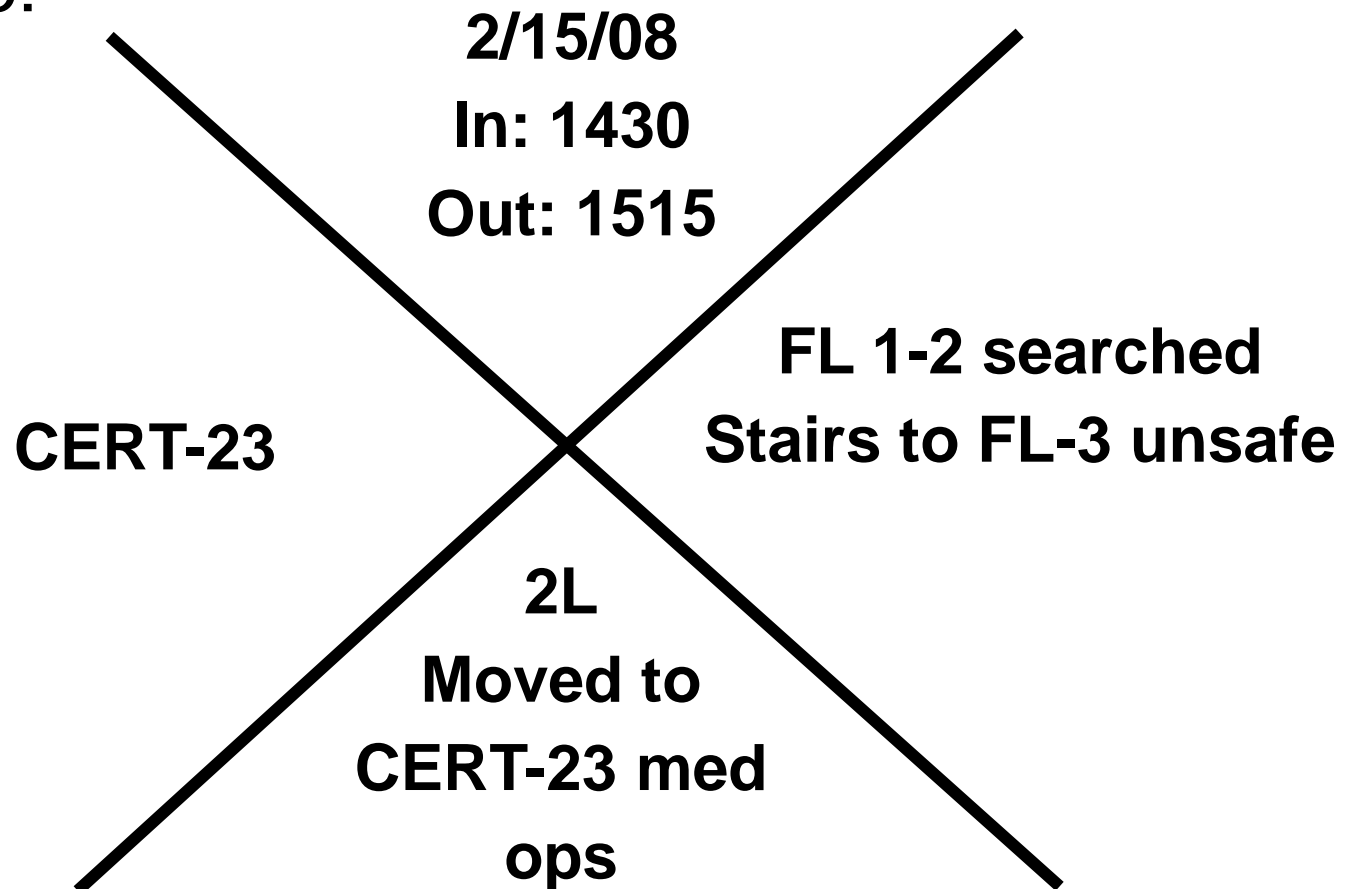 2/15/08
In: 1430
Out: 1515
FL 1-2 searched
Stairs to FL-3 unsafe
CERT-23
2L
Moved to
CERT-23 med
ops